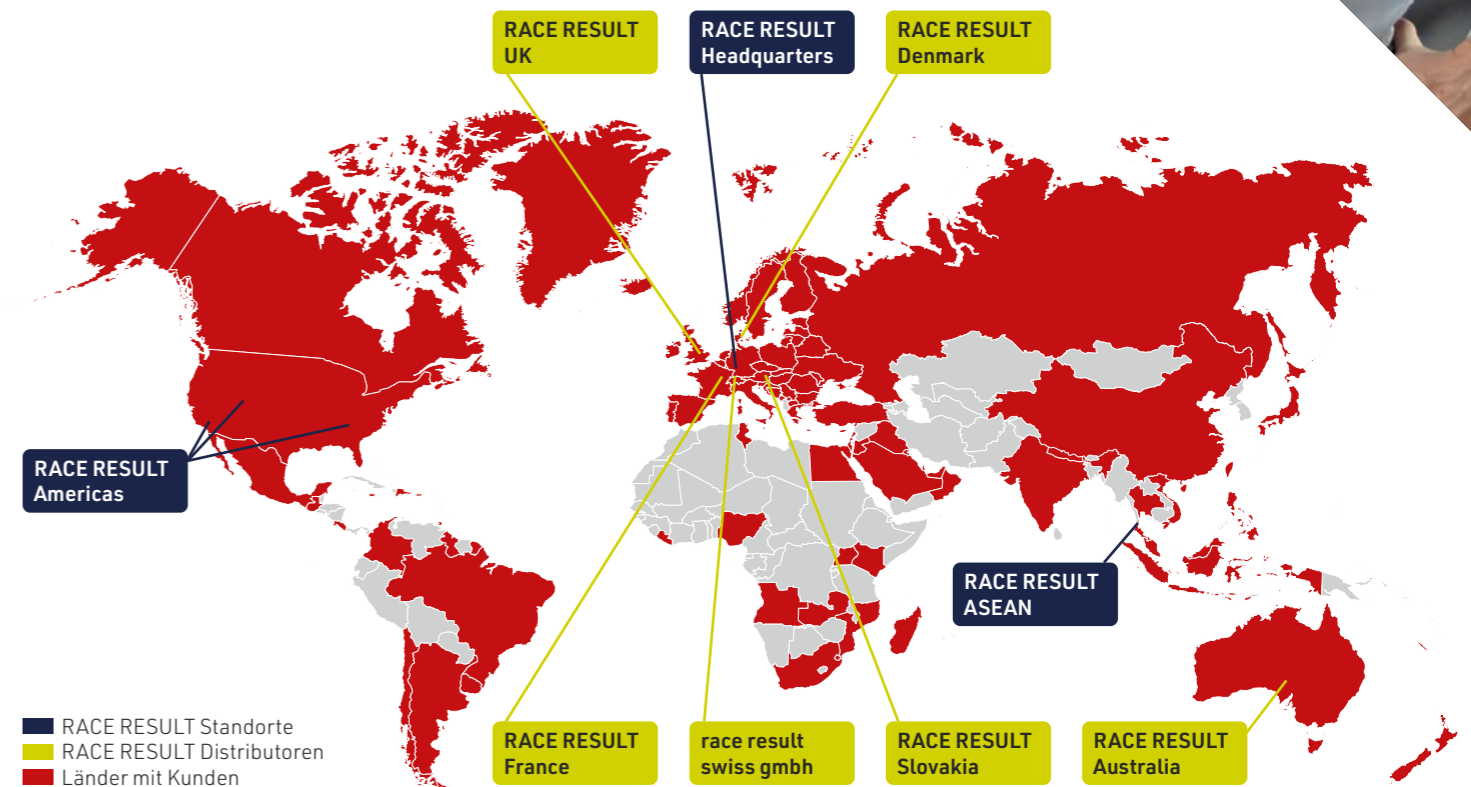 RACE RESULT
UK
RACE RESULT
Headquarters
RACE RESULT
Denmark
RACE RESULT
Americas
RACE RESULT
ASEAN
RACE RESULT Standorte
RACE RESULT Distributoren
Länder mit Kunden
RACE RESULT
France
race result
swiss gmbh
RACE RESULT
Slovakia
RACE RESULT
Australia